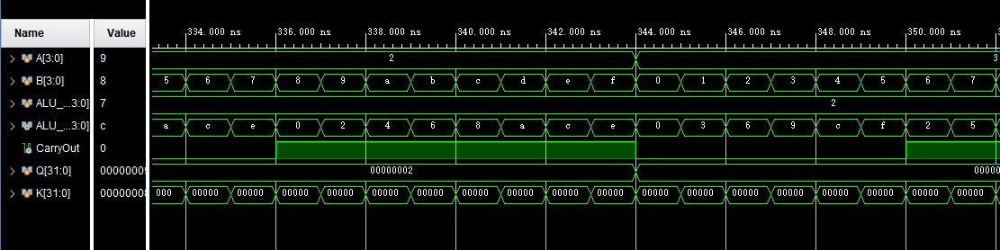 Name Value 334.000 ns 336.000 ns 338.000 ns 340.000 ns 342.000 ns 344.000 ns 346.000 ns 348.000 ns 350.000 ns
A[3:0] 9 2 3
B[3:0] 8 5 6 7 8 9 a b c d e f 0 1 2 3 4 5 6 7
ALU_...3:0] 7 2
ALU_...3:0] c a c e 0 2 4 6 8 a c e 0 3 6 9 c f 2 5
CarryOut 0
Q[31:0] 0000000 00000002 00000
K[31:0] 0000000 000 00000 00000 00000 00000 00000 00000 00000 00000 00000 00000 00000 00000 00000 00000 00000 00000 00000 00000